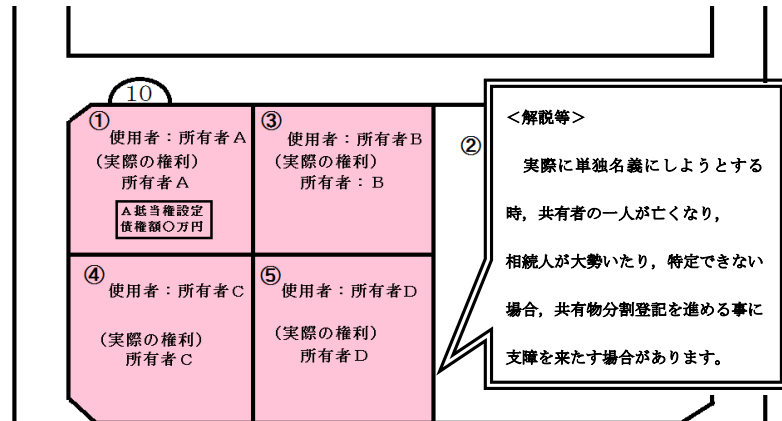 10
①
使用者：所有者A
(実際の権利)
所有者A
A抵当権設定
債権額〇万円
③
使用者：所有者B
(実際の権利)
所有者：B
②
④
使用者：所有者C
(実際の権利)
所有者C
⑤
使用者：所有者D
(実際の権利)
所有者D
＜解説等＞
実際に単独名義にしようとする
時，共有者の一人が亡くなり，
相続人が大勢いたり，特定できない
場合，共有物分割登記を進める事に
支障を来たす場合があります。